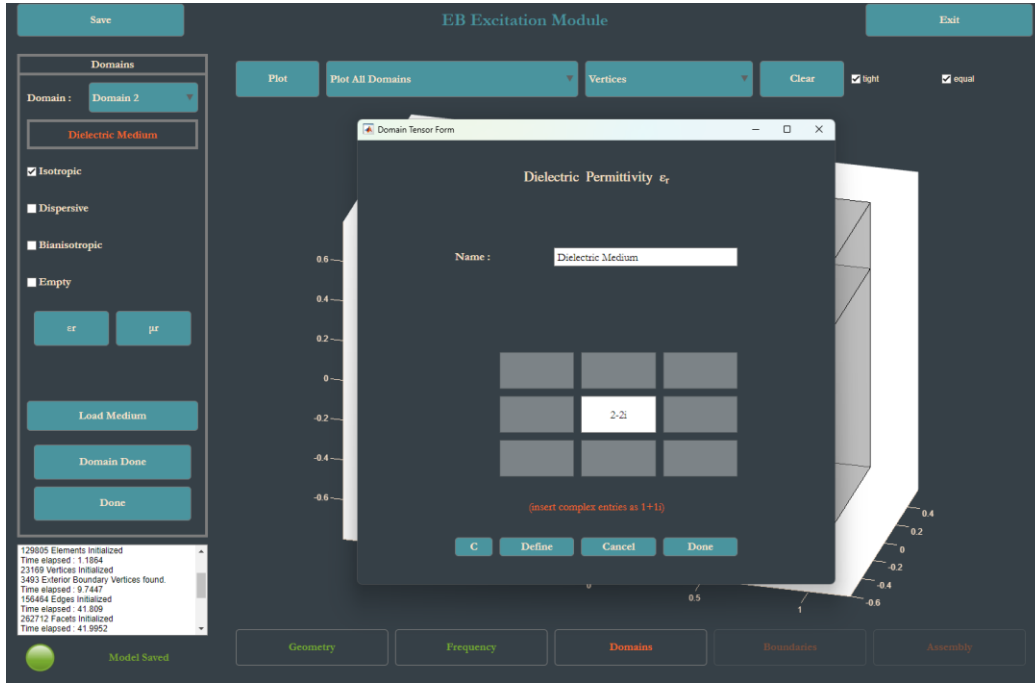 Save
EB Excitation Module
Exit
Domains
Domain :
Domain 2
Dielectric Medium
Isotropic
Dispersive
Bianisotropic
Empty
εr
μr
Load Medium
Domain Done
Done
129805 Elements Initialized
Time elapsed : 1.1864
23169 Vertices Initialized
3493 Exterior Boundary Vertices found.
Time elapsed : 9.7447
156464 Edges Initialized
Time elapsed : 41.809
262712 Facets Initialized
Time elapsed : 41.9952
Model Saved
Plot
Plot All Domains
Vertices
Clear
tight
equal
Domain Tensor Form
Dielectric Permittivity εr
Name :
Dielectric Medium
2-2i
(insert complex entries as 1+1i)
C
Define
Cancel
Done
0.6
0.4
0.2
0
-0.2
-0.4
-0.6
0
0.5
1
0.4
0.2
0
-0.2
-0.4
-0.6
Geometry
Frequency
Domains
Boundaries
Assembly